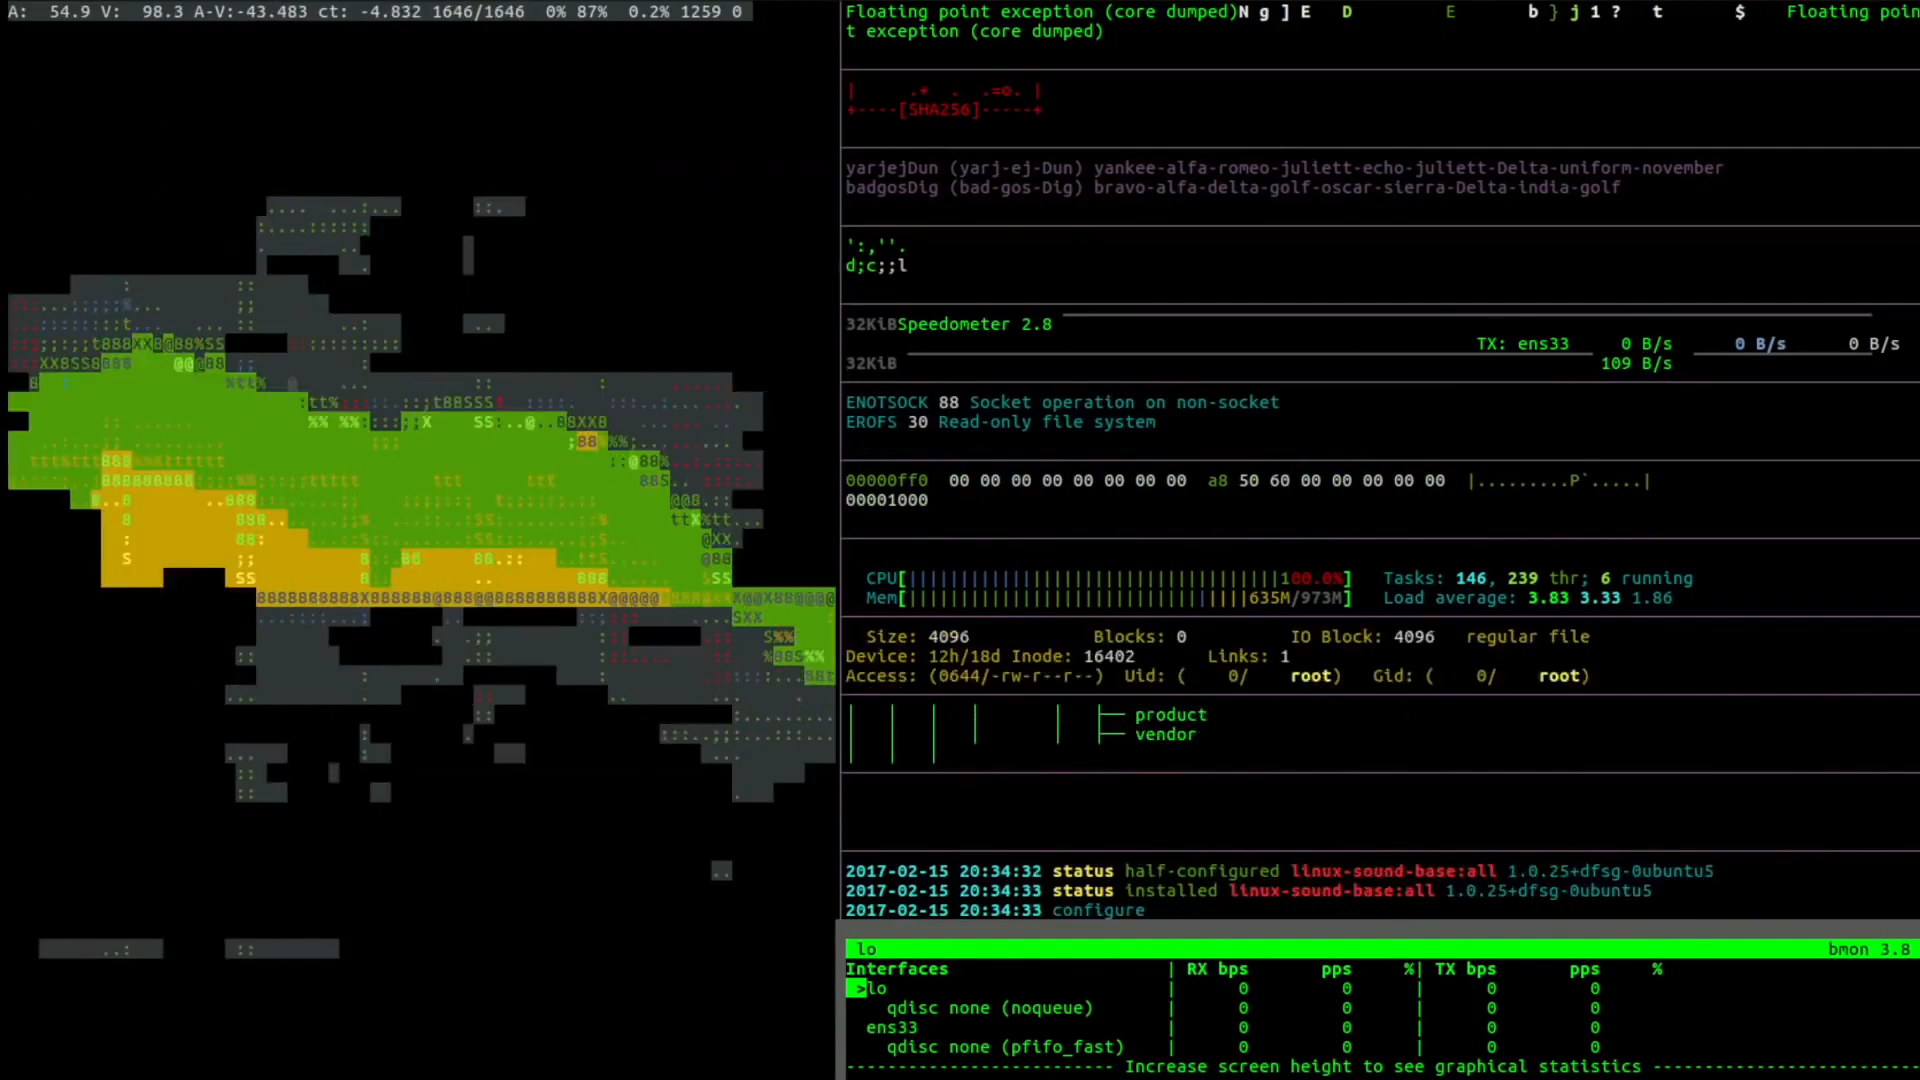 A:  54.9 V:  98.3 A-V:-43.483 ct: -4.832 1646/1646  0% 87%  0.2% 1259 0
Floating point exception (core dumped)N g ] E   D         E       b } j 1 ?   t       $    Floating poin
t exception (core dumped)
|     .+  .  .=o. |
+----[SHA256]-----+
yarjejDun (yarj-ej-Dun) yankee-alfa-romeo-juliett-echo-juliett-Delta-uniform-november
badgosDig (bad-gos-Dig) bravo-alfa-delta-golf-oscar-sierra-Delta-india-golf
':,''.
d;c;;l
32KiBSpeedometer 2.8
TX: ens33     0 B/s      0 B/s      0 B/s
32KiB     109 B/s
ENOTSOCK 88 Socket operation on non-socket
EROFS 30 Read-only file system
00000ff0  00 00 00 00 00 00 00 00  a8 50 60 00 00 00 00 00  |.........P`.....|
00001000
CPU[||||||||||||||||||||||||||||||||||||100.0%]   Tasks: 146, 239 thr; 6 running
Mem[|||||||||||||||||||||||||||||||||635M/973M]   Load average: 3.83 3.33 1.86
Size: 4096            Blocks: 0          IO Block: 4096   regular file
Device: 12h/18d Inode: 16402       Links: 1
Access: (0644/-rw-r--r--)  Uid: (    0/    root)   Gid: (    0/    root)
├── product
├── vendor
2017-02-15 20:34:32 status half-configured linux-sound-base:all 1.0.25+dfsg-0ubuntu5
2017-02-15 20:34:33 status installed linux-sound-base:all 1.0.25+dfsg-0ubuntu5
2017-02-15 20:34:33 configure
lo     bmon 3.8
Interfaces                      | RX bps       pps     %| TX bps       pps     %
>lo                             |      0         0      |      0         0
qdisc none (noqueue)        |      0         0      |      0         0
ens33                         |      0         0      |      0         0
qdisc none (pfifo_fast)     |      0         0      |      0         0
-------------------------- Increase screen height to see graphical statistics --------------------------